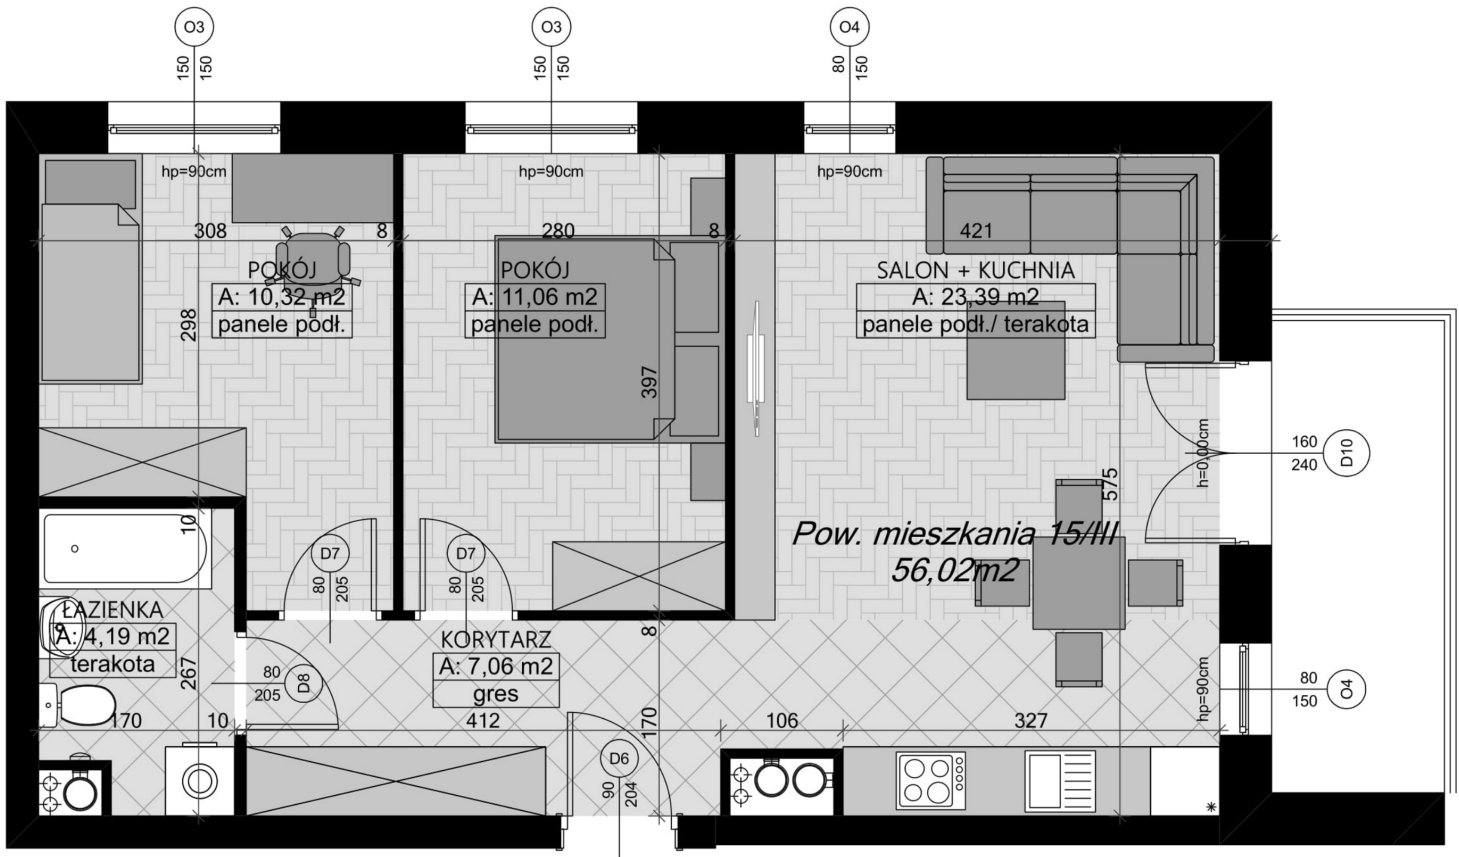 O3
150
150
O3
150
150
O4
80
150
hp=90cm
hp=90cm
hp=90cm
308
8
280
8
421
POKÓJ
A: 10,32 m2
panele podł.
POKÓJ
A: 11,06 m2
panele podł.
SALON + KUCHNIA
A: 23,39 m2
panele podł./ terakota
298
397
575
h=0,00cm
160
240
D10
Pow. mieszkania 15/III
56,02m2
10
D7
80
205
D7
80
205
ŁAZIENKA
A: 4,19 m2
terakota
267
8
KORYTARZ
A: 7,06 m2
gres
80
205
D8
hp=90cm
80
150
O4
170
10
412
170
106
327
D6
90
204
*